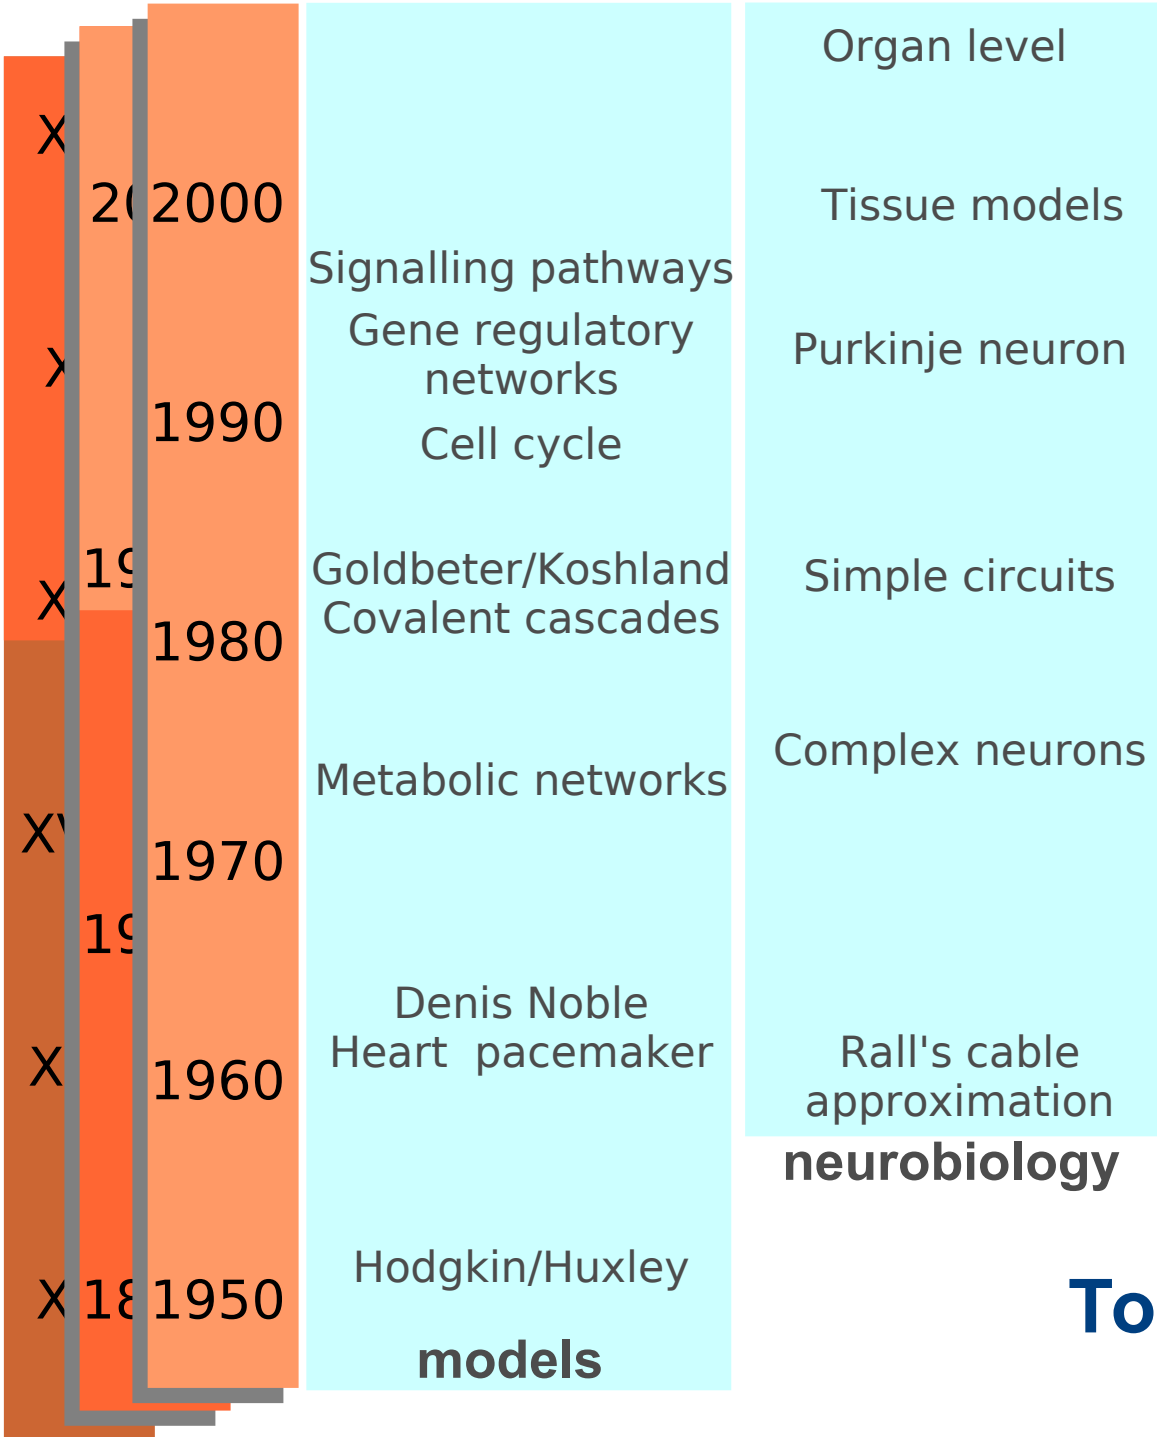 2000
1990
1980
1970
1960
1950
Signalling pathways
Gene regulatory
networks
Cell cycle
Goldbeter/Koshland
Covalent cascades
Metabolic networks
Denis Noble
Heart  pacemaker
Hodgkin/Huxley
models
Organ level
Tissue models
Purkinje neuron
Simple circuits
Complex neurons
Rall's cable
approximation
neurobiology
To